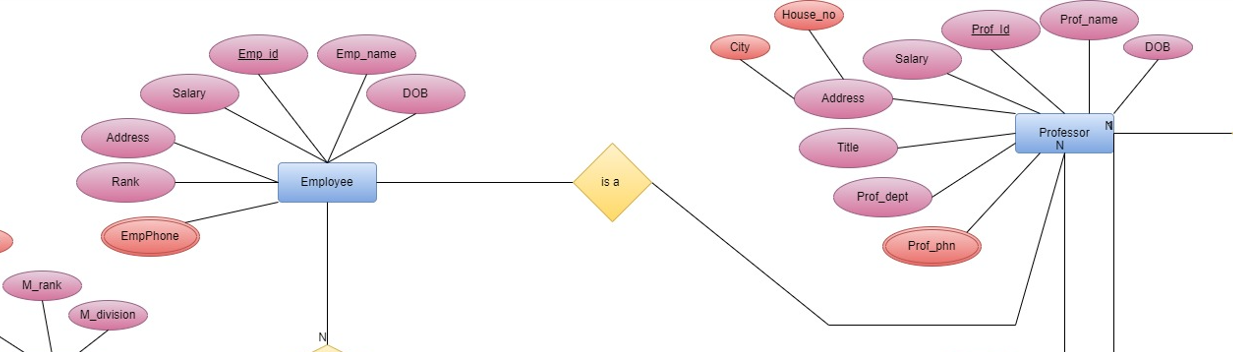 House_no
Prof_name
City
Prof_Id
DOB
Emp_id
Emp_name
Salary
Salary
DOB
Address
Address
Professor
N
N
Title
Rank
Employee
is a
Prof_dept
EmpPhone
Prof_phn
M_rank
M_division
N